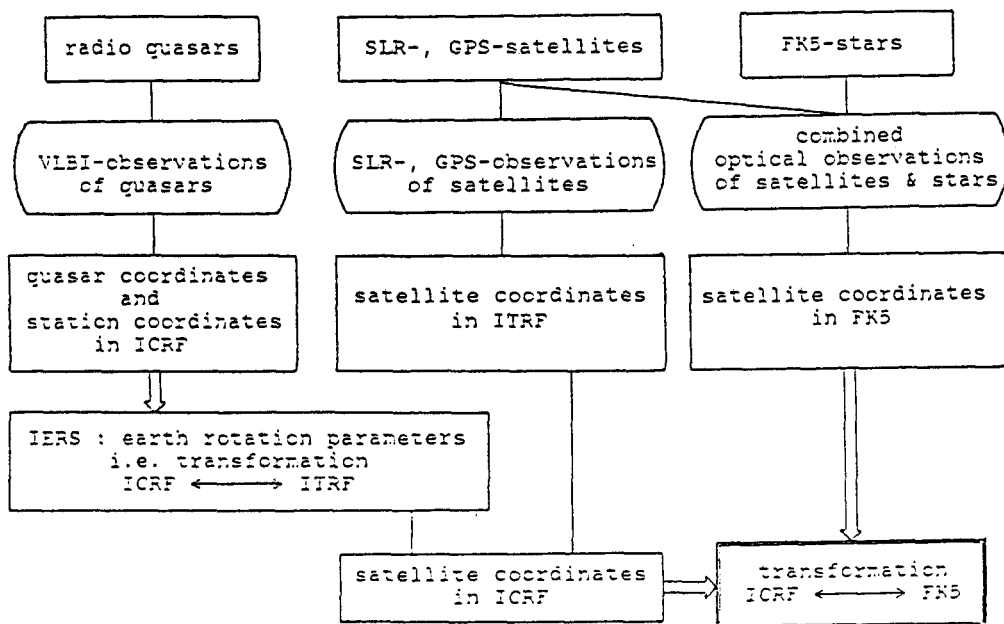 radio quasars
SLR-, GPS-satellites
FK5-stars
VLBI-observations
of quasars
SLR-, GPS-observations
of satellites
combined
optical observations
of satellites & stars
quasar coordinates
and
station coordinates
in ICRF
satellite coordinates
in ITRF
satellite coordinates
in FK5
IERS : earth rotation parameters
i.e. transformation
ICRF ⟷ ITRF
satellite coordinates
in ICRF
transformation
ICRF ⟷ FK5